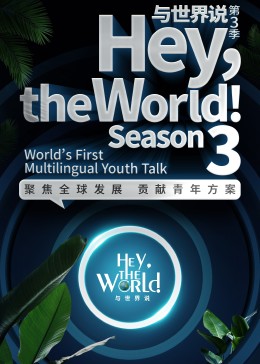 与世界说
第3季
Hey,
the World!
Season 3
World's First
Multilingual Youth Talk
聚焦全球发展 贡献青年方案
HEY,
THE
WORLD!
与世界说